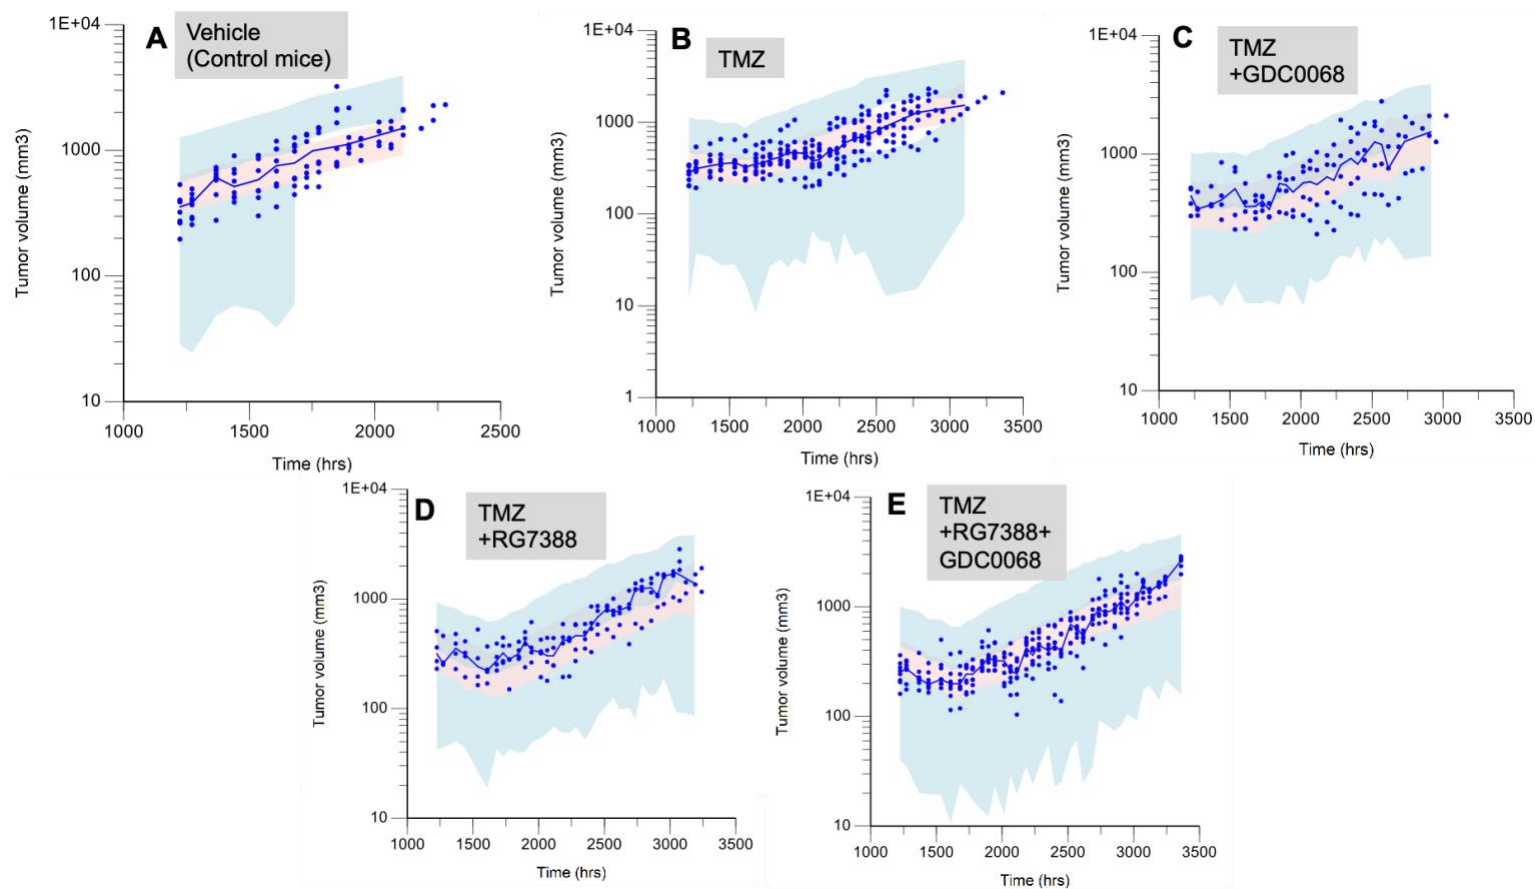 A
Vehicle
(Control mice)
1E+04
1000
100
10
Tumor volume (mm3)
1000
1500
2000
2500
Time (hrs)
B
TMZ
1E+04
1000
100
10
1
Tumor volume (mm3)
1000
1500
2000
2500
3000
3500
Time (hrs)
C
TMZ
+GDC0068
1E+04
1000
100
10
Tumor volume (mm3)
1000
1500
2000
2500
3000
3500
Time (hrs)
D
TMZ
+RG7388
1E+04
1000
100
10
Tumor volume (mm3)
1000
1500
2000
2500
3000
3500
Time (hrs)
E
TMZ
+RG7388+
GDC0068
1E+04
1000
100
10
Tumor volume (mm3)
1000
1500
2000
2500
3000
3500
Time (hrs)